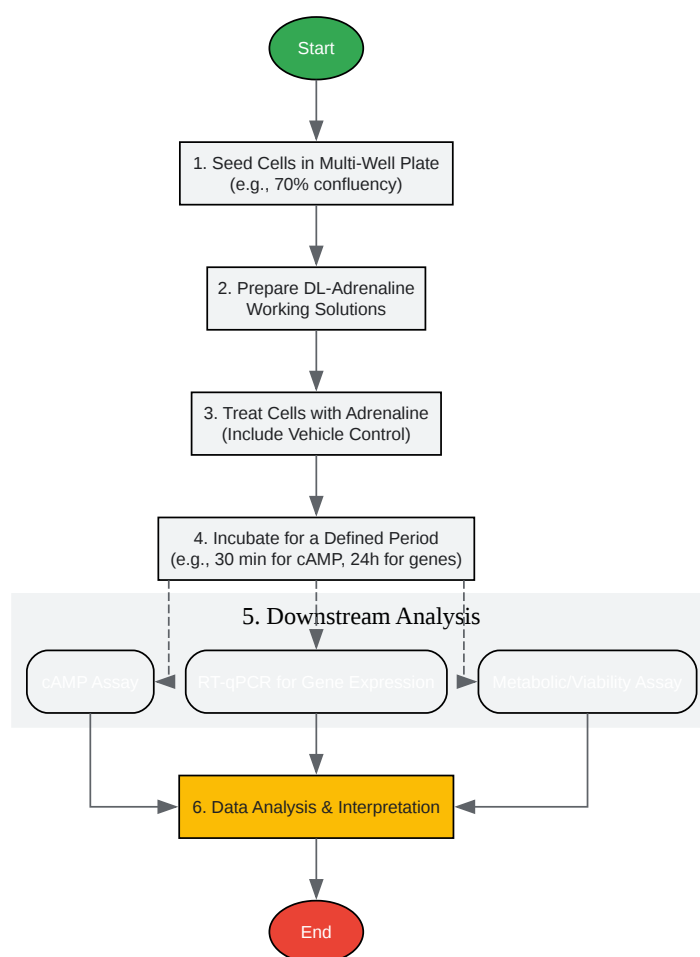 Start
1. Seed Cells in Multi-Well Plate
(e.g., 70% confluency)
2. Prepare DL-Adrenaline
Working Solutions
3. Treat Cells with Adrenaline
(Include Vehicle Control)
4. Incubate for a Defined Period
(e.g., 30 min for cAMP, 24h for genes)
5. Downstream Analysis
cAMP Assay
RT-qPCR for Gene Expression
Metabolic/Viability Assay
6. Data Analysis & Interpretation
End